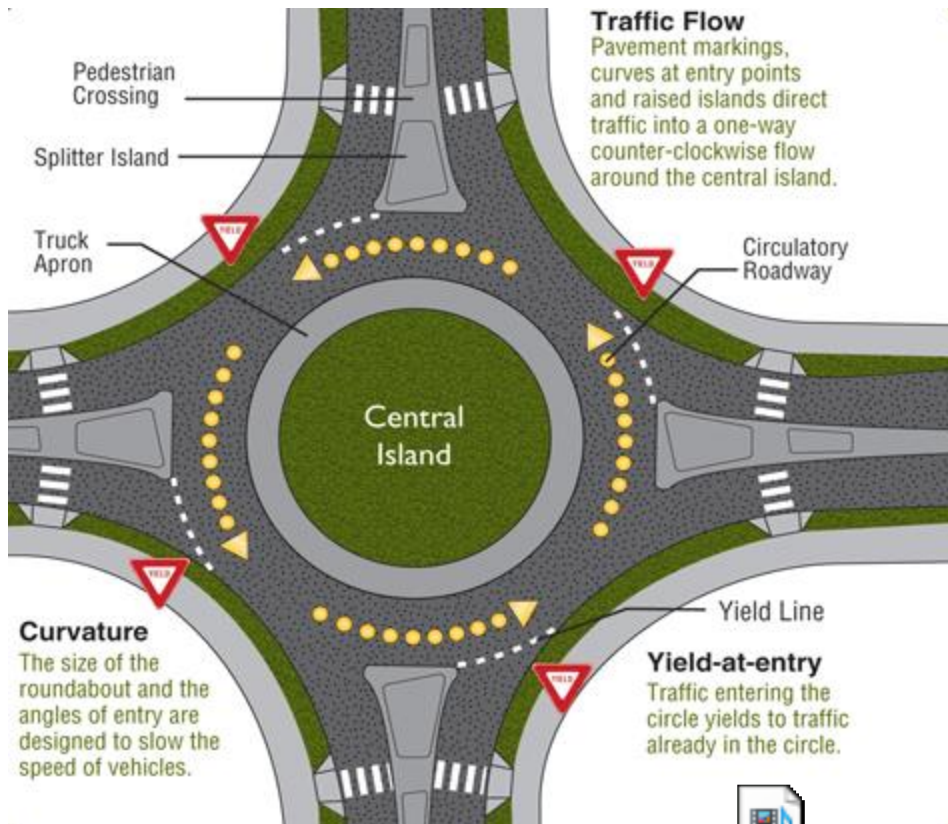 Traffic Flow
Pavement markings,
curves at entry points
and raised islands direct
traffic into a one-way
counter-clockwise flow
around the central island.
Pedestrian
Crossing
Splitter Island
Truck
Apron
YIELD
YIELD
Circulatory
Roadway
Central
Island
YIELD
Curvature
The size of the
roundabout and the
angles of entry are
designed to slow the
speed of vehicles.
Yield Line
YIELD
Yield-at-entry
Traffic entering the
circle yields to traffic
already in the circle.